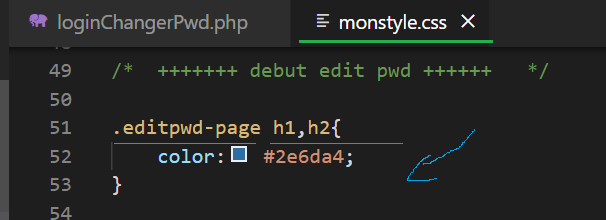 loginChangerPwd.php monstyle.css
49 /* +++++++ debut edit pwd ++++++ */
50
51 .editpwd-page h1,h2{
52 color: #2e6da4;
53 }
54